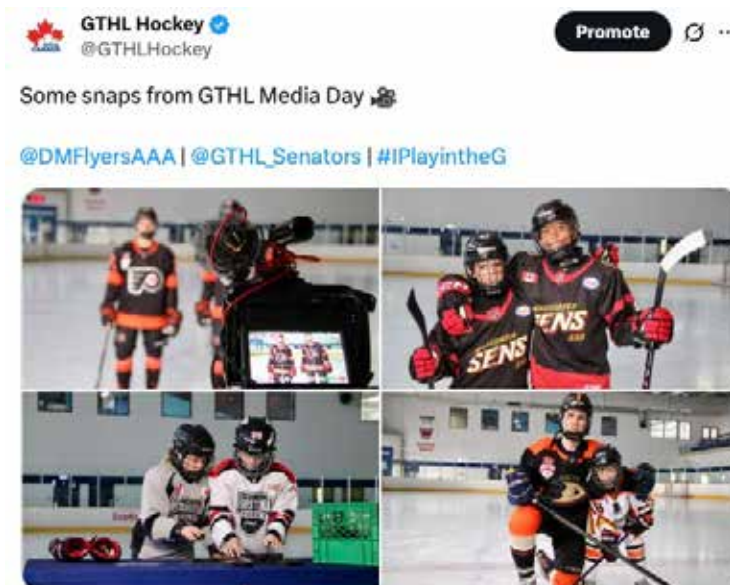 GTHL Hockey
@GTHLHockey
Promote
Some snaps from GTHL Media Day
@DMFlyersAAA | @GTHL_Senators | #IPlayintheG
SENS
SENS